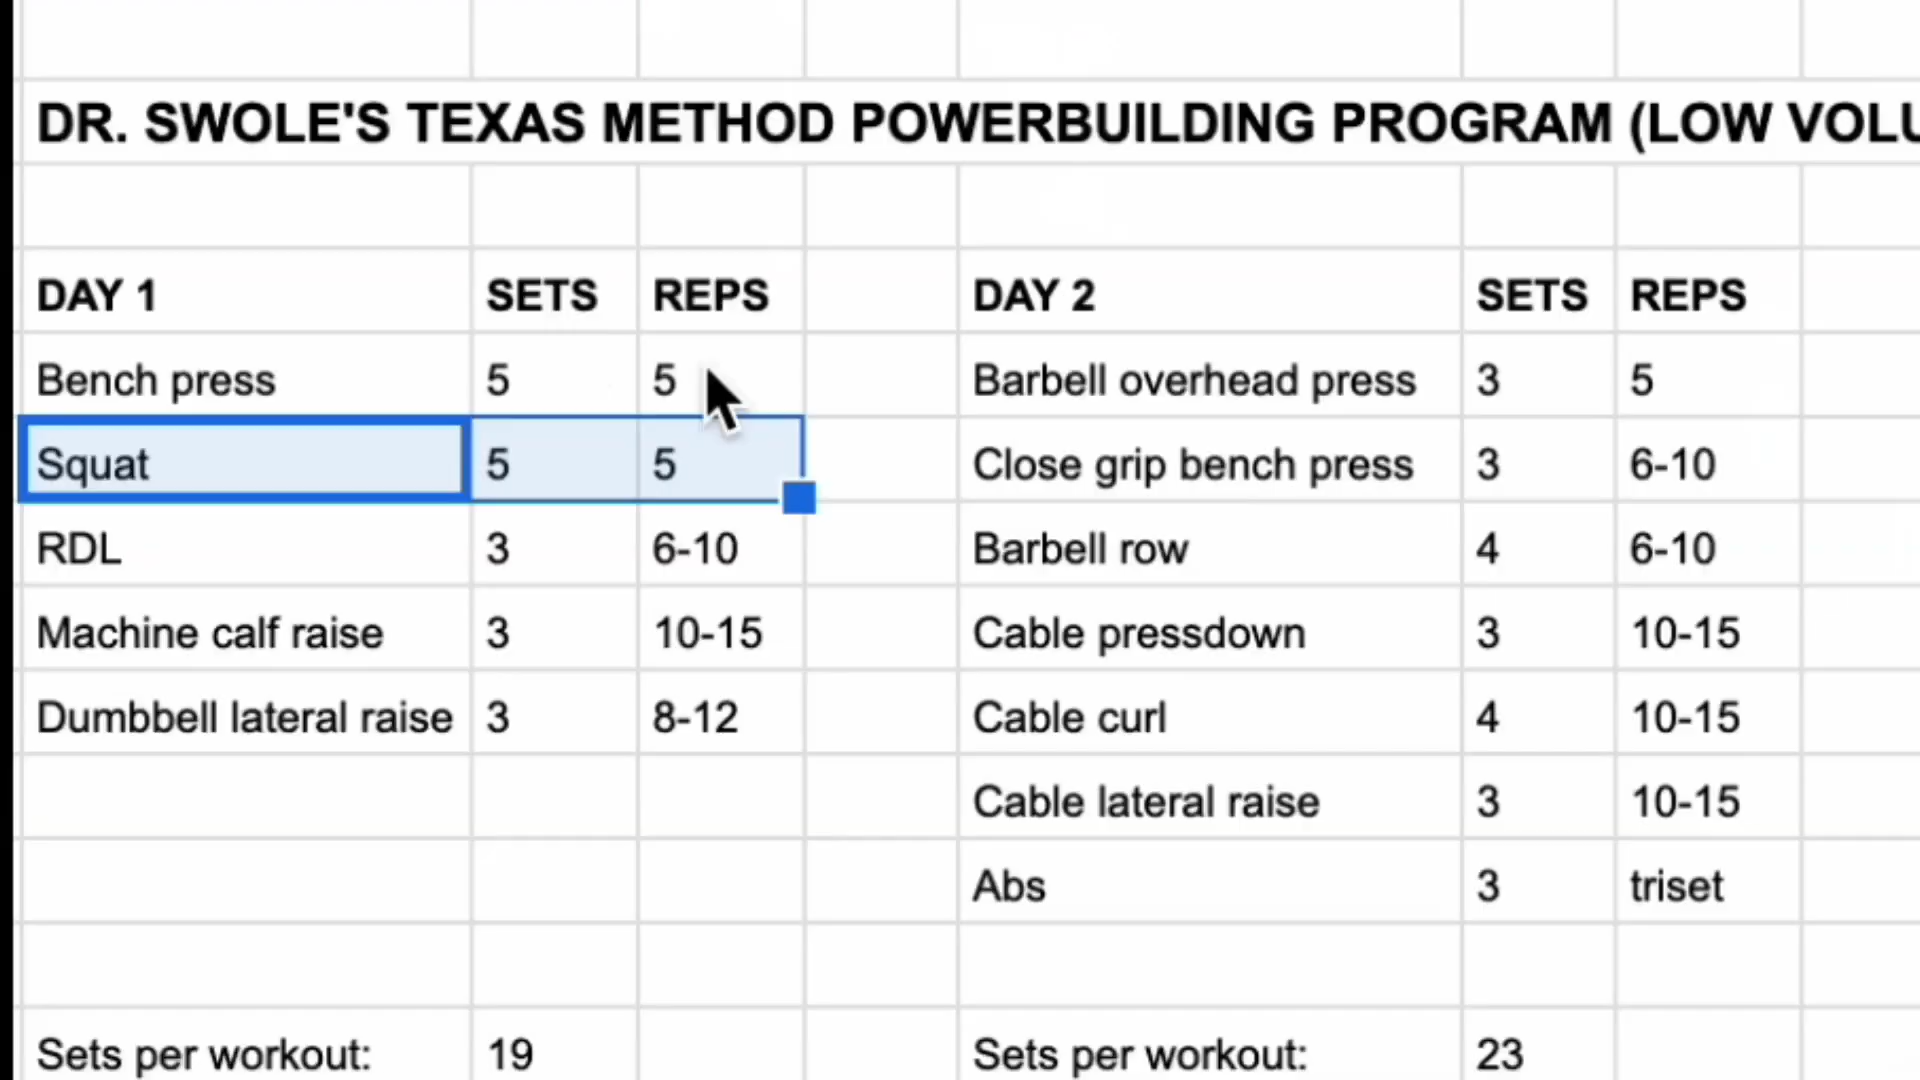 DR. SWOLE'S TEXAS METHOD POWERBUILDING PROGRAM (LOW
DAY 1 SETS REPS DAY 2 SETS REPS
Bench press 5 5 Barbell overhead press 3 5
Squat 5 5 Close grip bench press 3 6-10
RDL 3 6-10 Barbell row 4 6-10
Machine calf raise 3 10-15 Cable pressdown 3 10-15
Dumbbell lateral raise 3 8-12 Cable curl 4 10-15
Cable lateral raise 3 10-15
Abs 3 triset
Sets per workout: 19 Sets per workout: 23